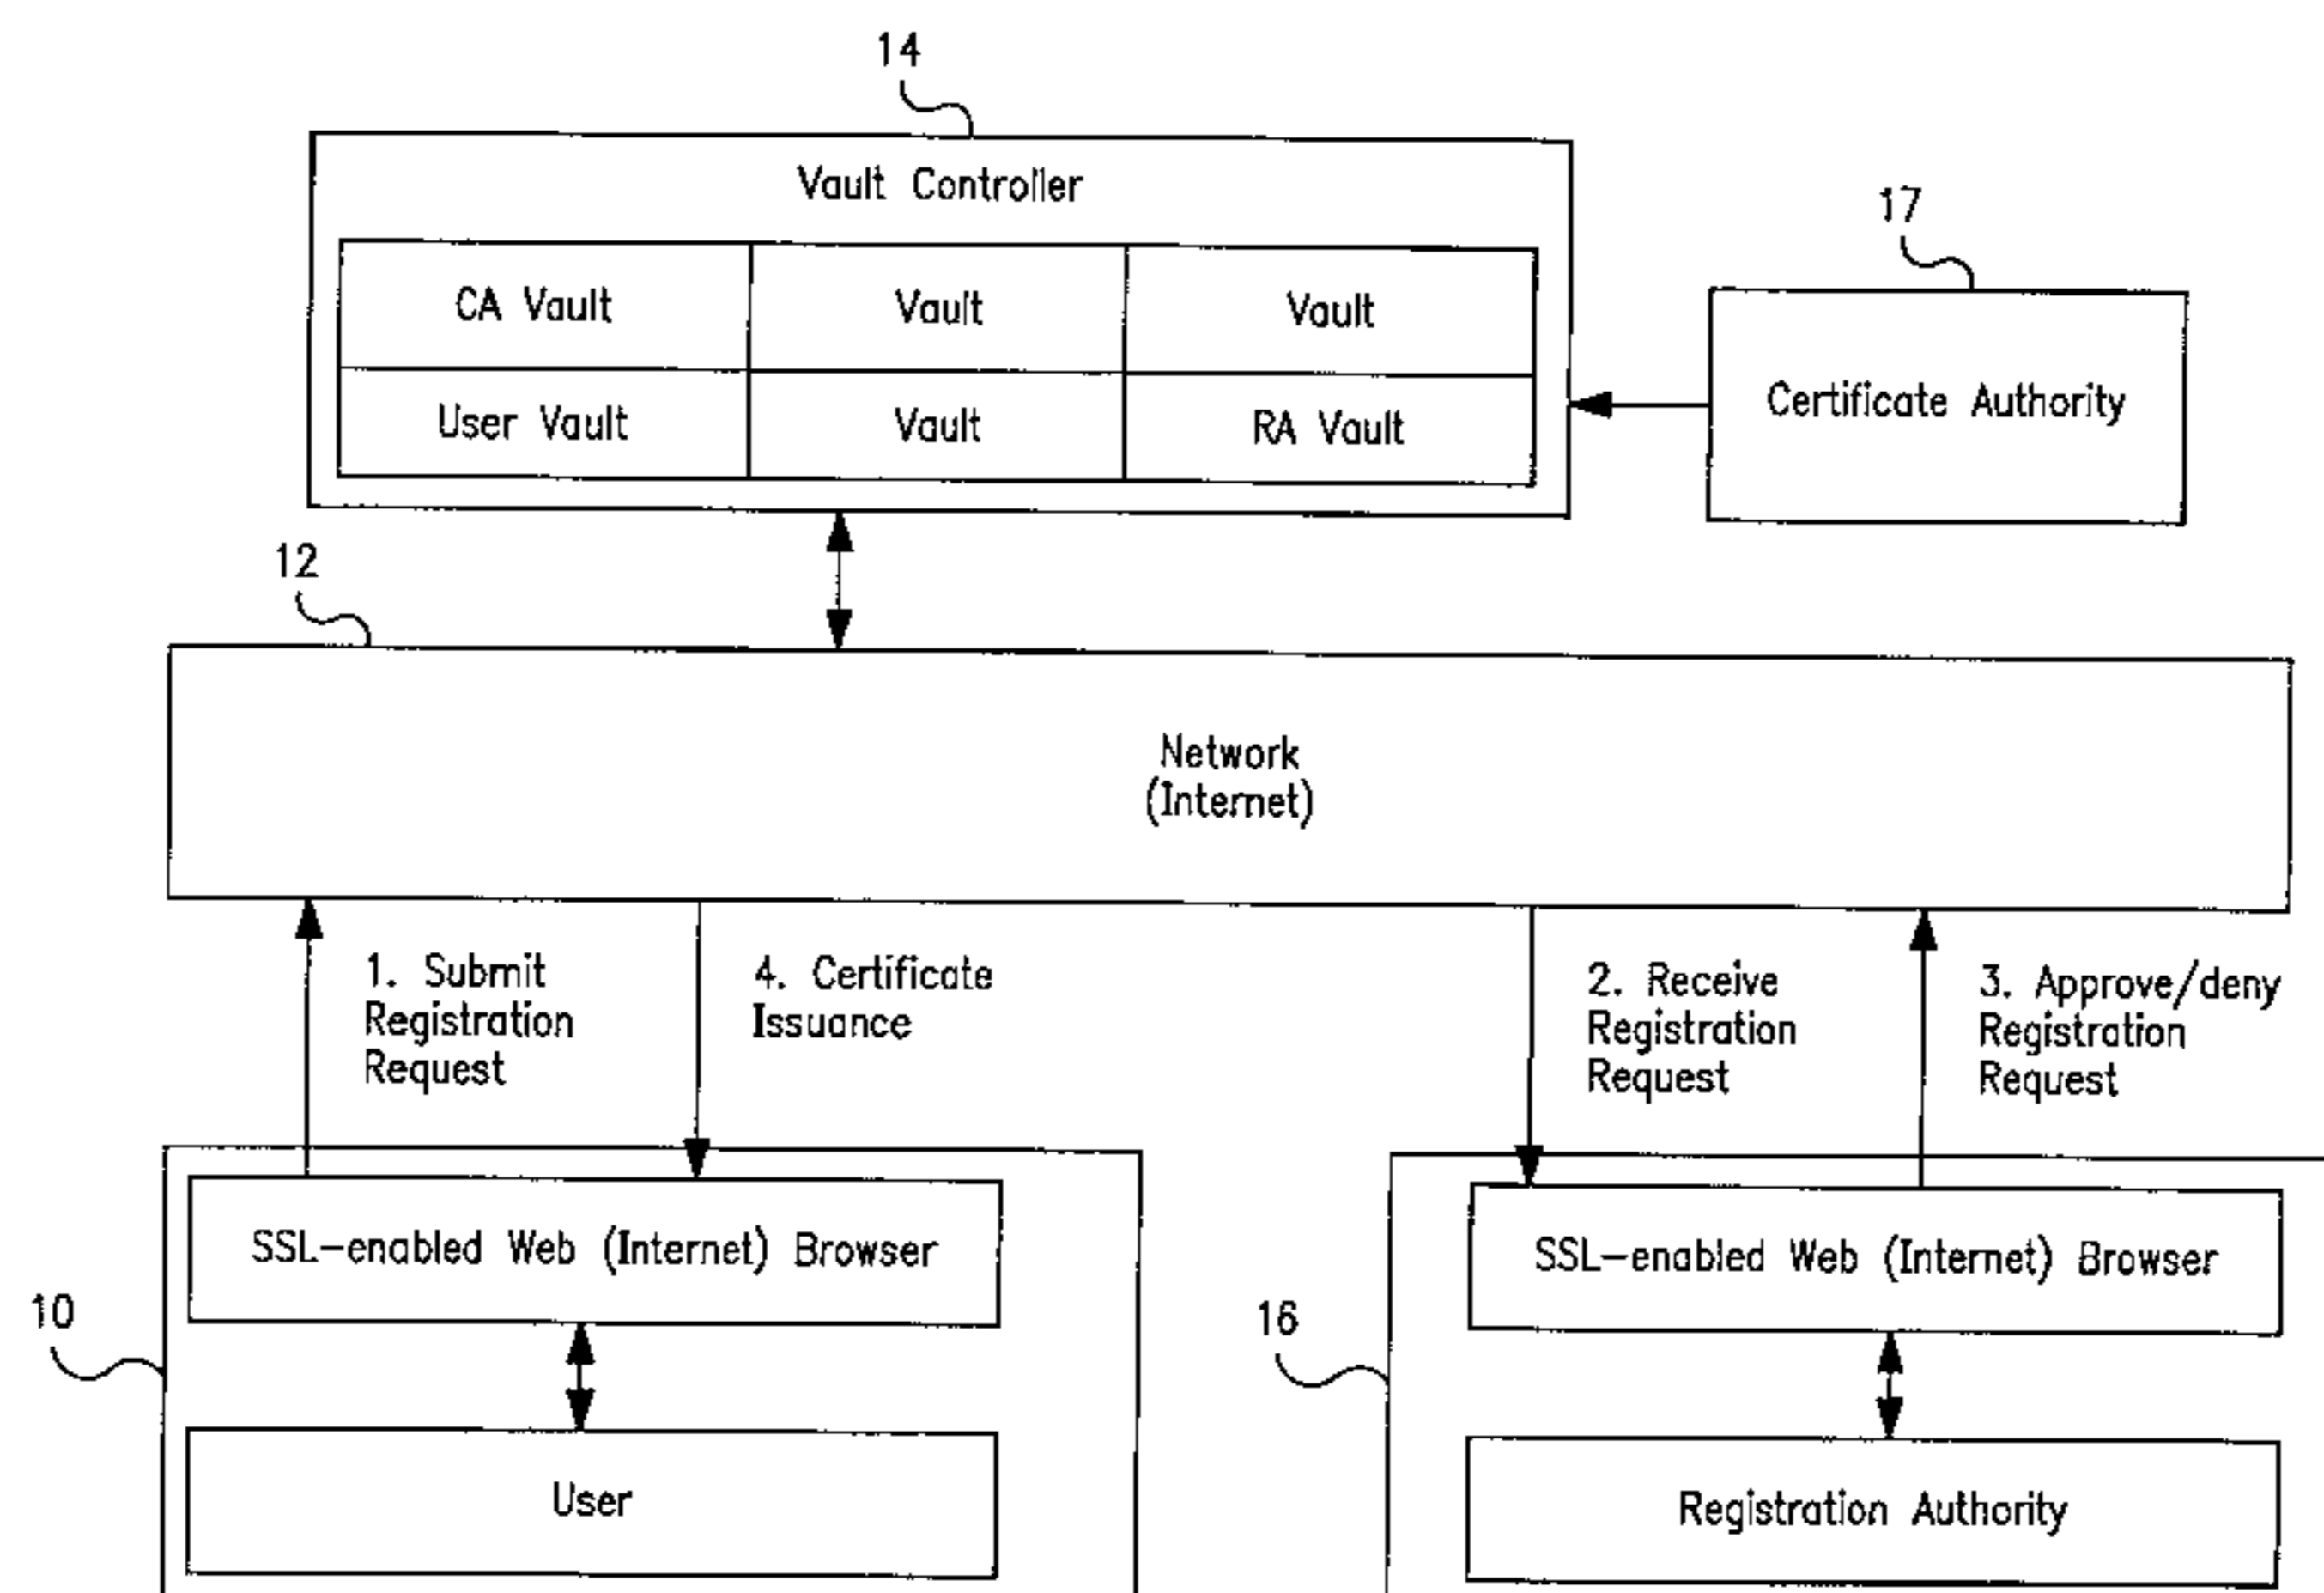 14
Vault Controller
17
CA Vault
Vault
Vault
Certificate Authority
User Vault
Vault
RA Vault
12
Network
(Internet)
1. Submit
Registration
Request
4. Certificate
Issuance
2. Receive
Registration
Request
3. Approve/deny
Registration
Request
SSL-enabled Web (Internet) Browser
SSL-enabled Web (Internet) Browser
10
16
User
Registration Authority